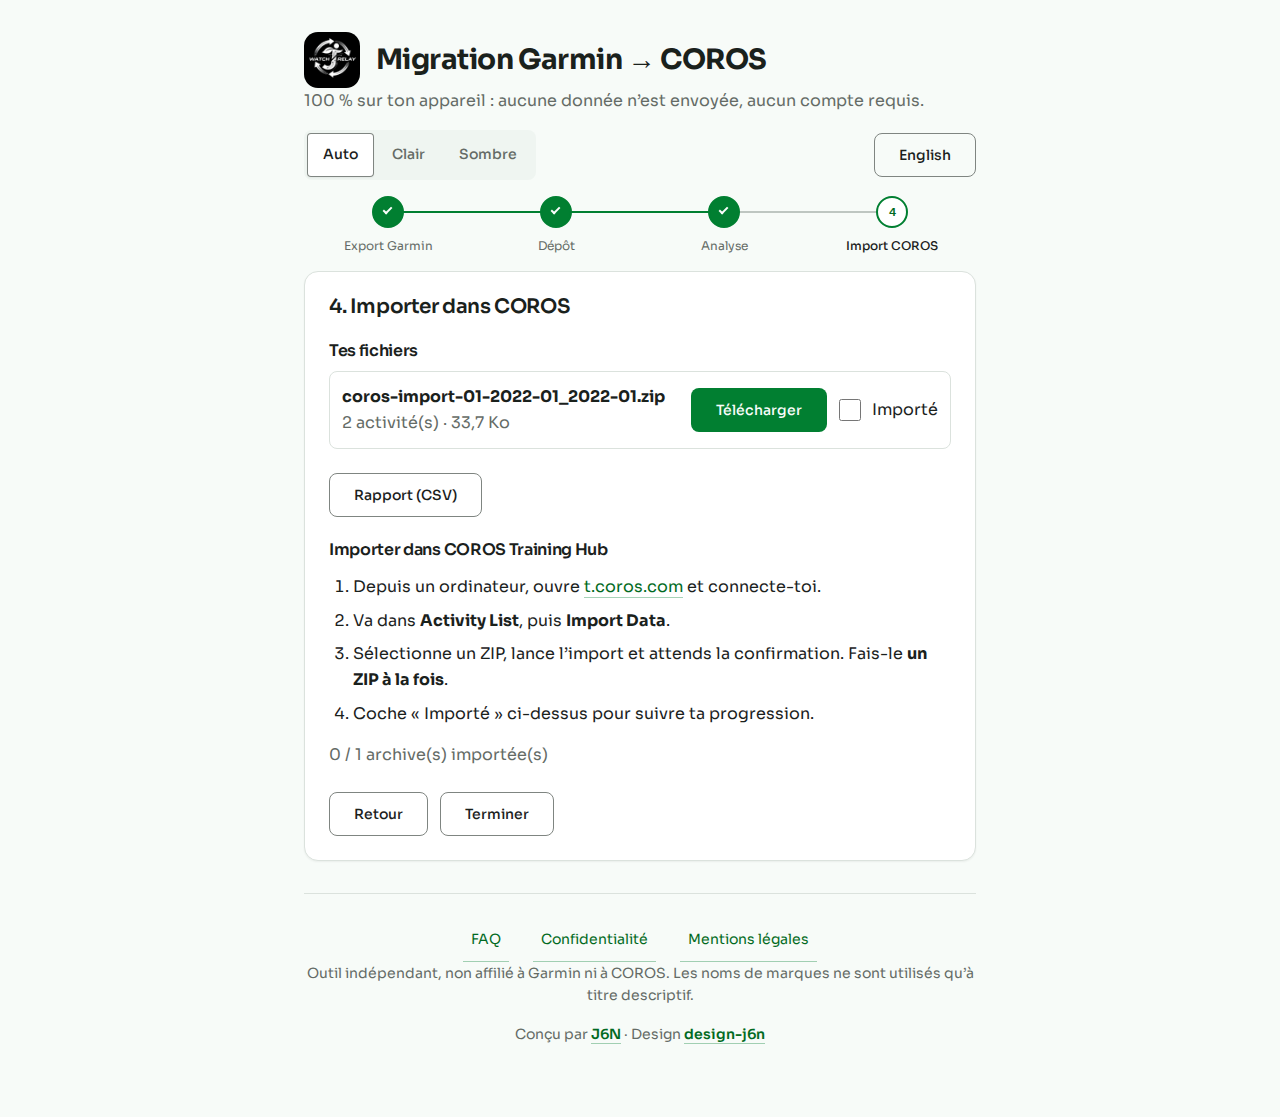 WATCH RELAY
Migration Garmin → COROS
100 % sur ton appareil : aucune donnée n’est envoyée, aucun compte requis.
Auto
Clair
Sombre
English
4
Export Garmin
Dépôt
Analyse
Import COROS
4. Importer dans COROS
Tes fichiers
coros-import-01-2022-01_2022-01.zip
2 activité(s) · 33,7 Ko
Télécharger
Importé
Rapport (CSV)
Importer dans COROS Training Hub
1. Depuis un ordinateur, ouvre t.coros.com et connecte-toi.
2. Va dans Activity List, puis Import Data.
3. Sélectionne un ZIP, lance l’import et attends la confirmation. Fais-le un
ZIP à la fois.
4. Coche « Importé » ci-dessus pour suivre ta progression.
0 / 1 archive(s) importée(s)
Retour
Terminer
FAQ
Confidentialité
Mentions légales
Outil indépendant, non affilié à Garmin ni à COROS. Les noms de marques ne sont utilisés qu’à
titre descriptif.
Conçu par J6N · Design design-j6n